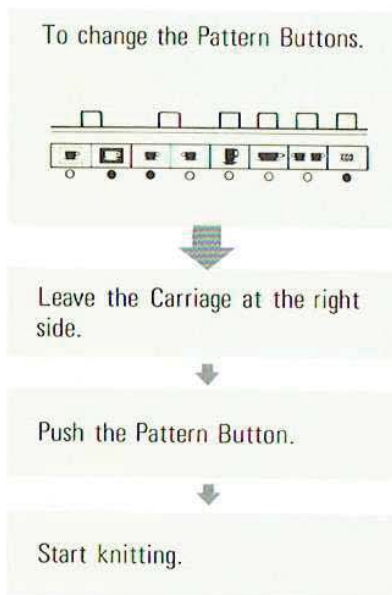 To change the Pattern Buttons.
Leave the Carriage at the right
side.
Push the Pattern Button.
Start knitting.